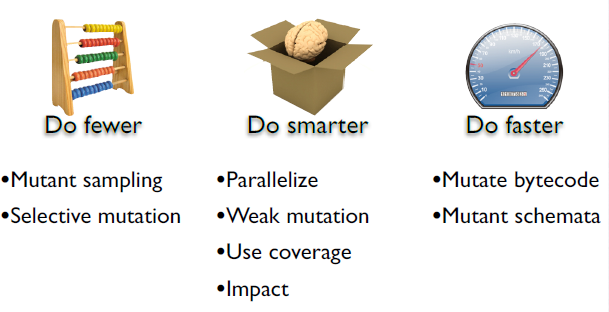 Do fewer
•Mutant sampling
•Selective mutation
Do smarter
•Parallelize
•Weak mutation
•Use coverage
•Impact
Do faster
•Mutate bytecode
•Mutant schemata